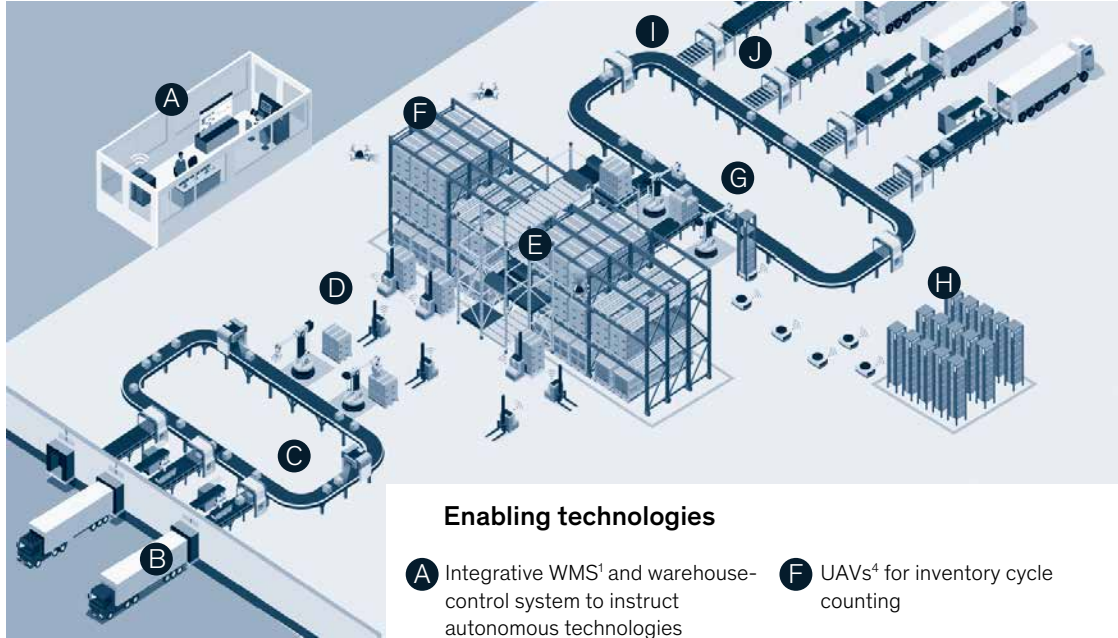 A
F
I
J
G
E
H
D
C
B
Enabling technologies
A Integrative WMS¹ and warehouse-
control system to instruct
autonomous technologies
F UAVs⁴ for inventory cycle
counting